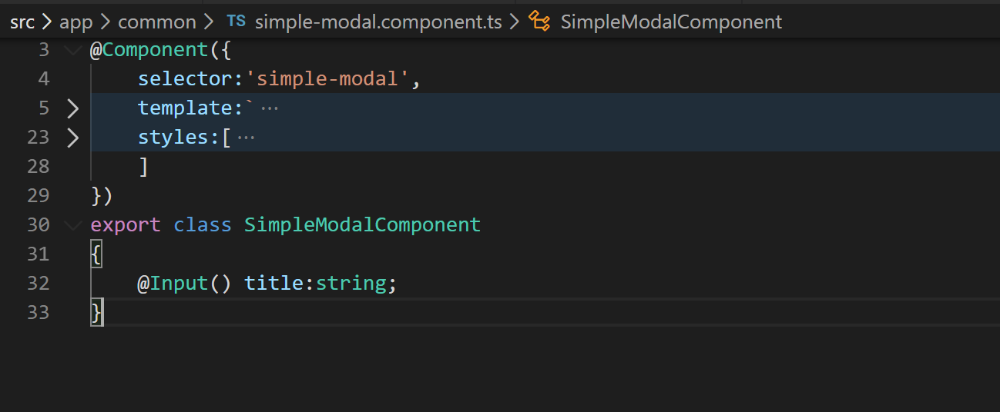 src > app > common > TS simple-modal.component.ts > SimpleModalComponent
3 @Component({
4 selector:'simple-modal',
5 template:` ···
23 styles:[ ···
28 ]
29 })
30 export class SimpleModalComponent
31 {
32 @Input() title:string;
33 }